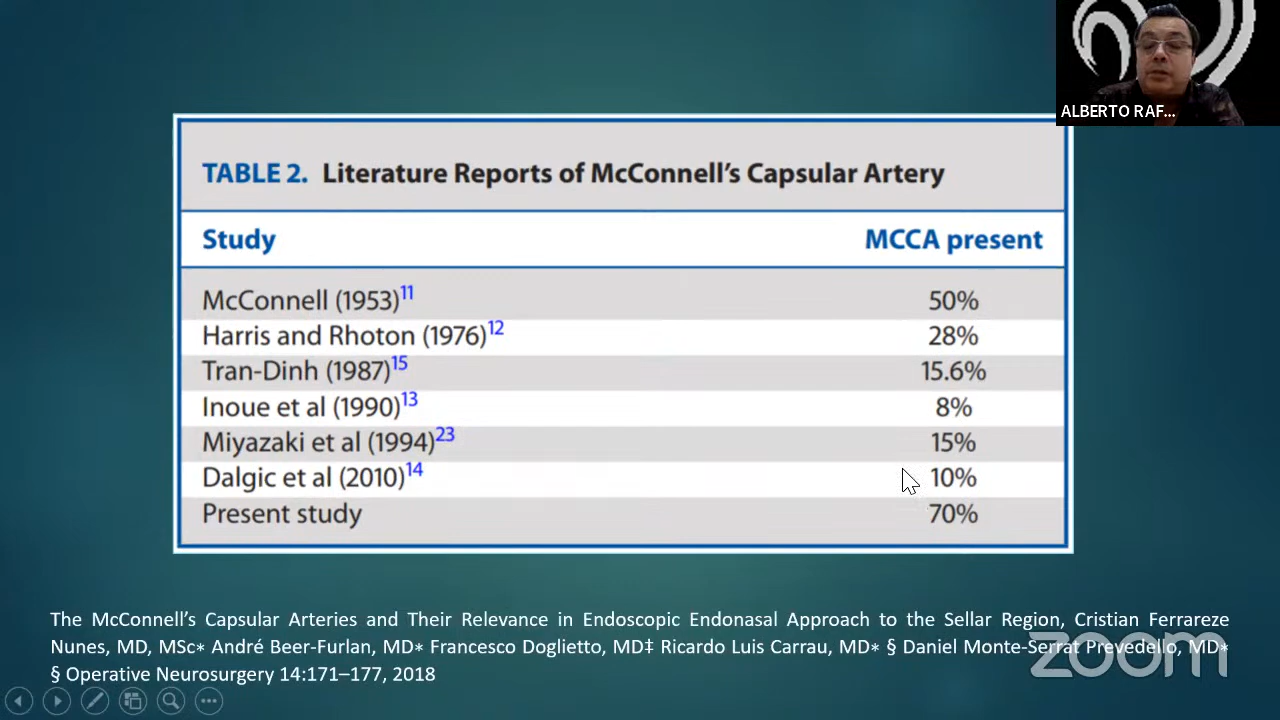 ALBERTO RAF...
TABLE 2. Literature Reports of McConnell's Capsular Artery
Study MCCA present
McConnell (1953)11 50%
Harris and Rhoton (1976)12 28%
Tran-Dinh (1987)15 15.6%
Inoue et al (1990)13 8%
Miyazaki et al (1994)23 15%
Dalgic et al (2010)14 10%
Present study 70%
The McConnell's Capsular Arteries and Their Relevance in Endoscopic Endonasal Approach to the Sellar Region, Cristian Ferrareze
Nunes, MD, MSc∗ André Beer-Furlan, MD∗ Francesco Doglietto, MD‡ Ricardo Luis Carrau, MD∗ § Daniel Monte-Serrat Prevedello, MD∗
§ Operative Neurosurgery 14:171–177, 2018
zoom